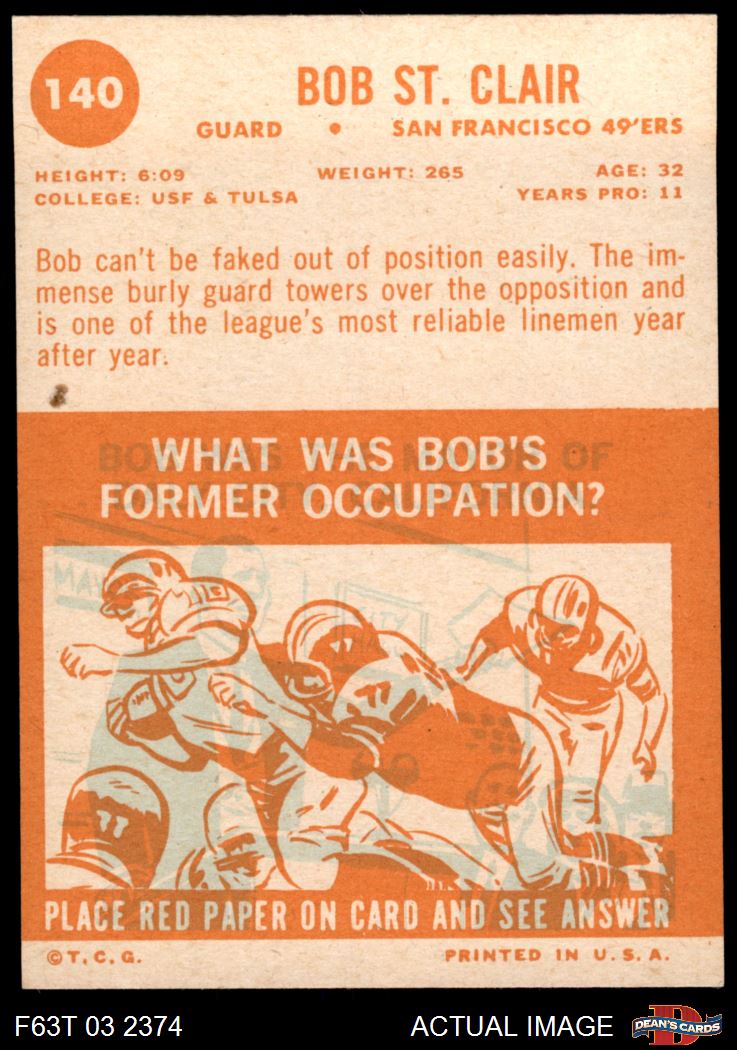 140
BOB ST. CLAIR
GUARD • SAN FRANCISCO 49'ERS
HEIGHT: 6:09 WEIGHT: 265 AGE: 32
COLLEGE: USF & TULSA YEARS PRO: 11
Bob can't be faked out of position easily. The im-
mense burly guard towers over the opposition and
is one of the league's most reliable linemen year
after year.
WHAT WAS BOB'S
FORMER OCCUPATION?
PLACE RED PAPER ON CARD AND SEE ANSWER
© T. C. G. PRINTED IN U. S. A.
F63T 03 2374 ACTUAL IMAGE DEAN'S CARDS